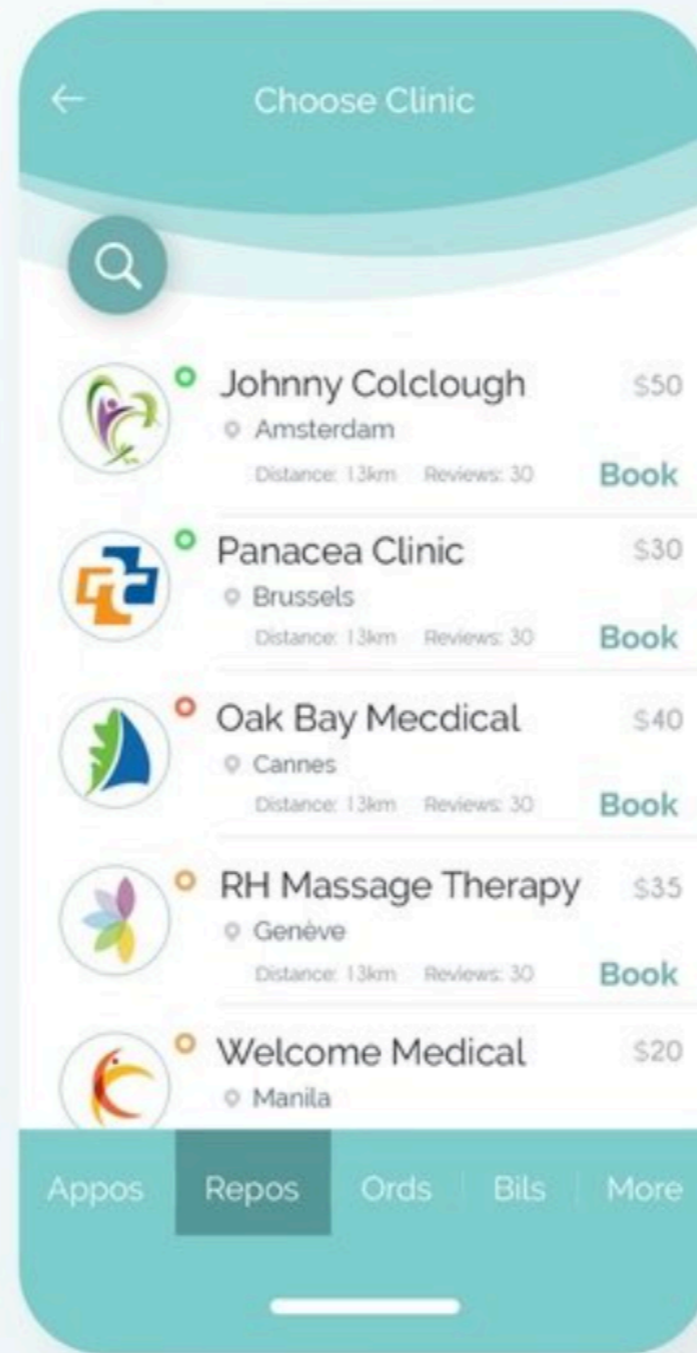 Choose Clinic
Johnny Colclough $50
Amsterdam
Distance: 13km Reviews: 30 Book
Panacea Clinic $30
Brussels
Distance: 13km Reviews: 30 Book
Oak Bay Mecdical $40
Cannes
Distance: 13km Reviews: 30 Book
RH Massage Therapy $35
Genève
Distance: 13km Reviews: 30 Book
Welcome Medical $20
Manila
Appos Repos Ords Bils More